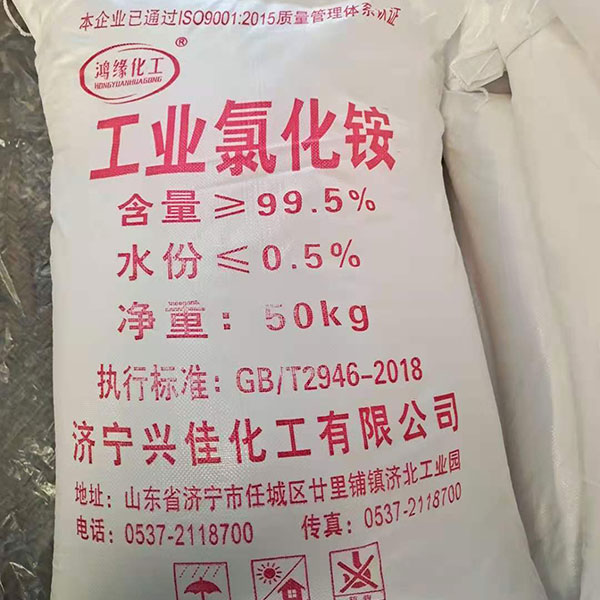 本企业已通过ISO9001:2015质量管理体系认证
鸿缘化工
HONGYUANHUAGONG
®
工业氯化铵
含量≥99.5%
水份≤0.5%
净重：50kg
执行标准：GB/T2946-2018
济宁兴佳化工有限公司
地址：山东省济宁市任城区廿里铺镇济北工业园
电话：0537-2118700 传真：0537-2118700